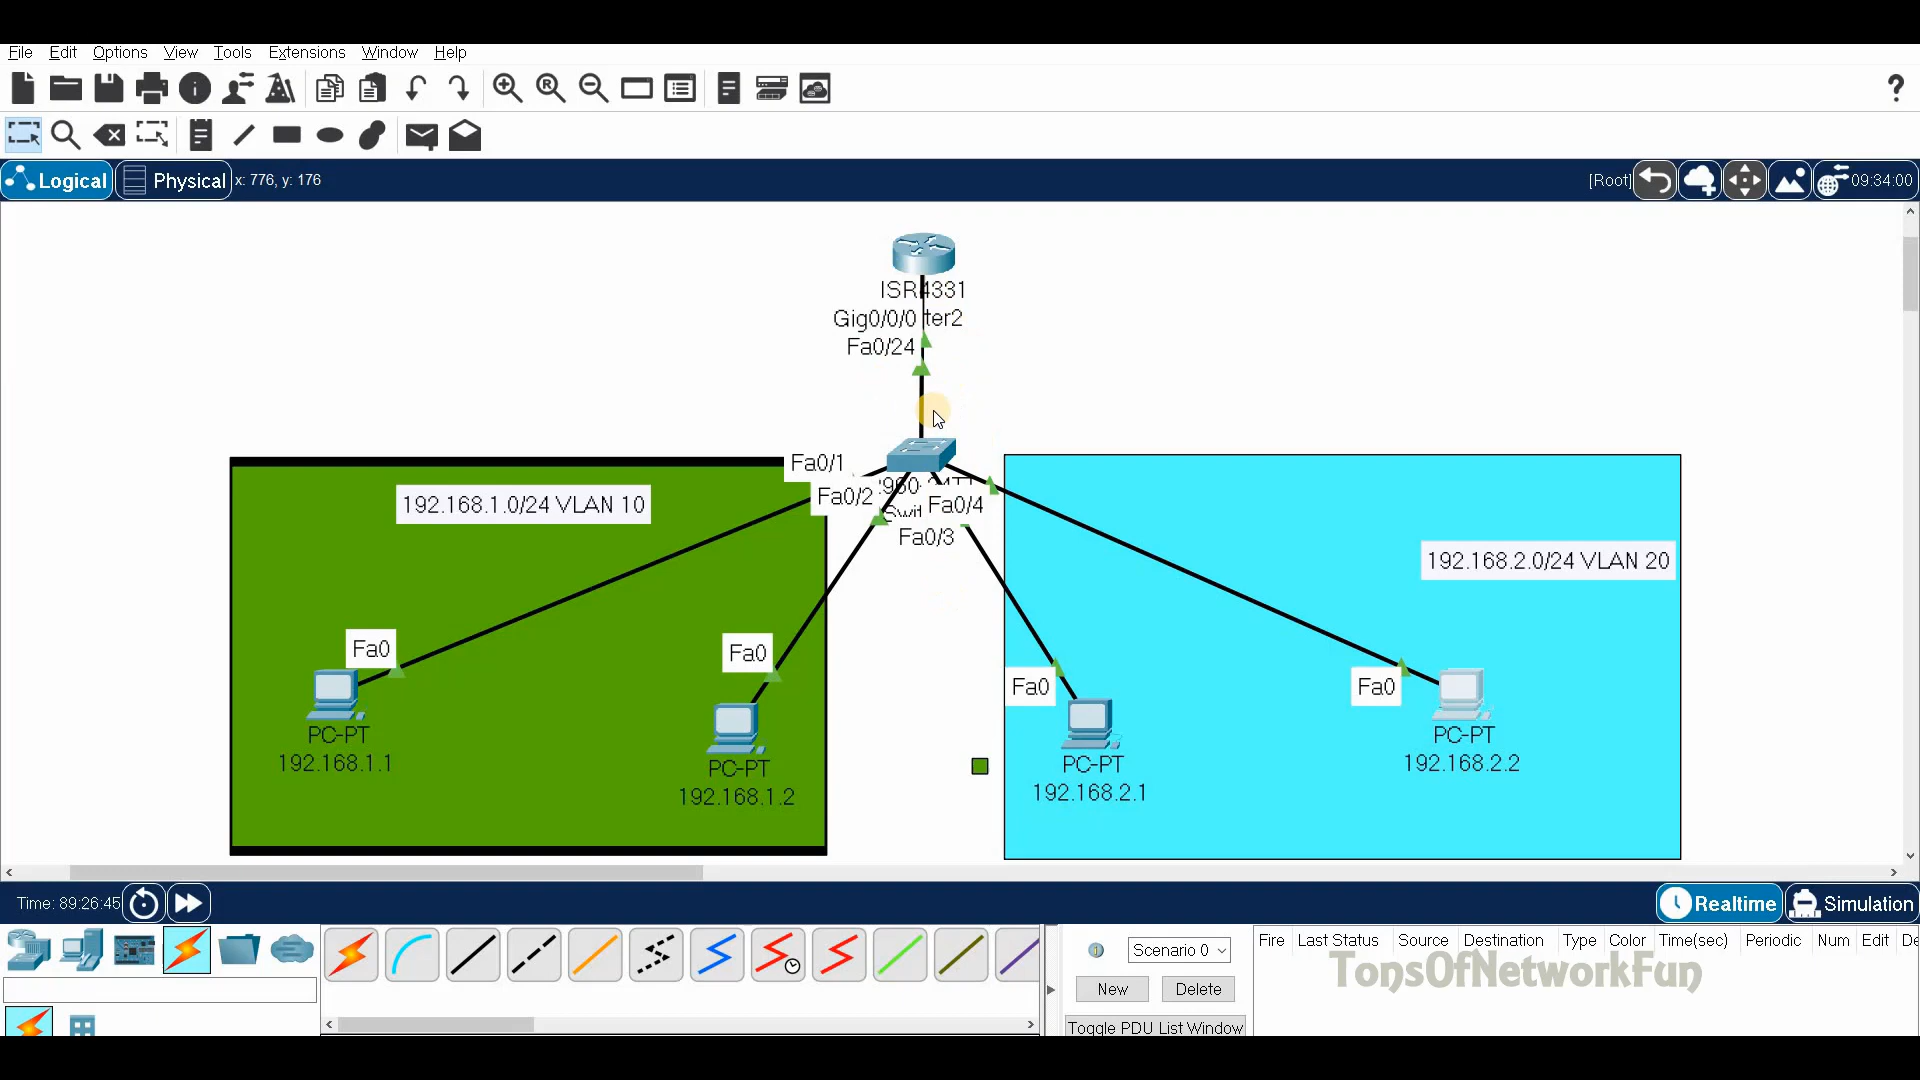 File Edit Options View Tools Extensions Window Help
Logical Physical x: 776, y: 176 [Root] 09:34:00
ISR4331
Gig0/0/0 ter2
Fa0/24
Fa0/1
Fa0/2
Fa0/4
Fa0/3
192.168.1.0/24 VLAN 10
192.168.2.0/24 VLAN 20
Fa0
Fa0
Fa0
Fa0
PC-PT
192.168.1.1
PC-PT
192.168.1.2
PC-PT
192.168.2.1
PC-PT
192.168.2.2
Time: 89:26:45 Realtime Simulation
Scenario 0
New Delete
Toggle PDU List Window
Fire Last Status Source Destination Type Color Time(sec) Periodic Num Edit De
TonsOfNetworkFun